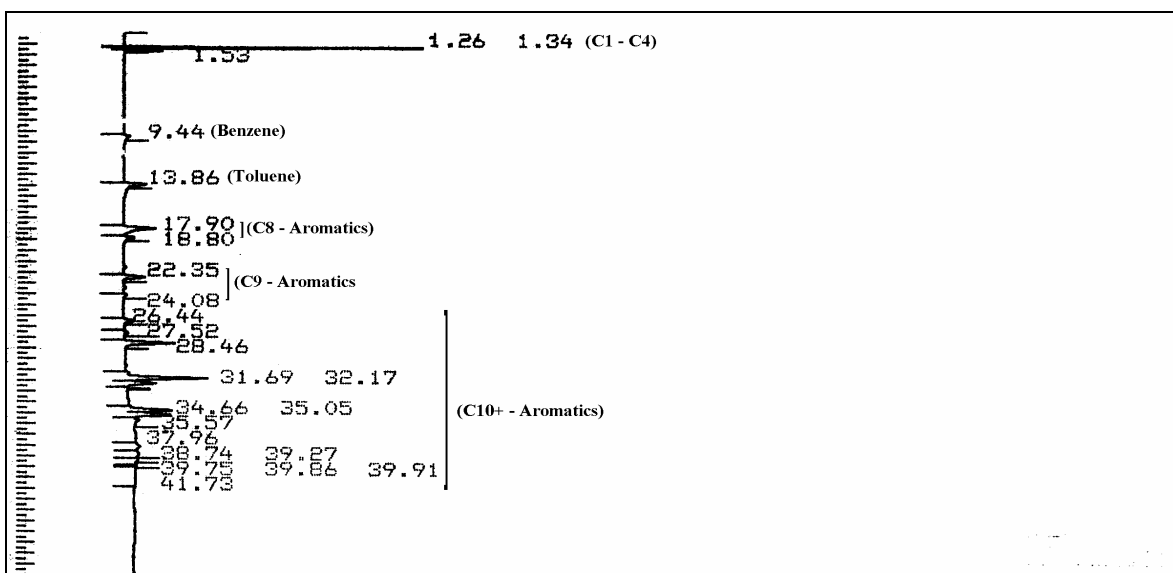 1.26 1.34 (C1 - C4)
1.53
9.44 (Benzene)
13.86 (Toluene)
17.90 ](C8 - Aromatics)
18.80
22.35
(C9 - Aromatics
24.08
26.44
27.52
28.46
31.69 32.17
34.66 35.05
(C10+ - Aromatics)
35.57
37.96
38.74 39.27
39.75 39.86 39.91
41.73